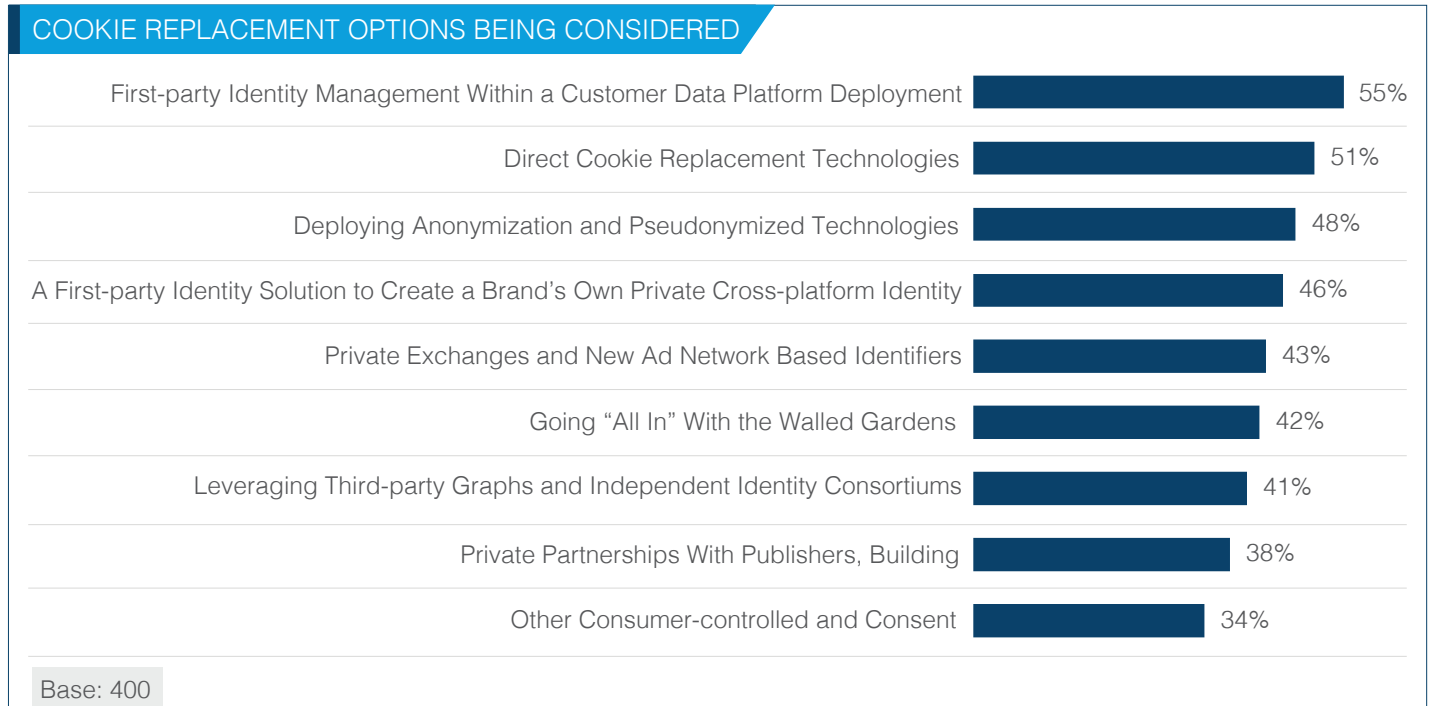 COOKIE REPLACEMENT OPTIONS BEING CONSIDERED
First-party Identity Management Within a Customer Data Platform Deployment 55%
Direct Cookie Replacement Technologies 51%
Deploying Anonymization and Pseudonymized Technologies 48%
A First-party Identity Solution to Create a Brand’s Own Private Cross-platform Identity 46%
Private Exchanges and New Ad Network Based Identifiers 43%
Going “All In” With the Walled Gardens 42%
Leveraging Third-party Graphs and Independent Identity Consortiums 41%
Private Partnerships With Publishers, Building 38%
Other Consumer-controlled and Consent 34%
Base: 400